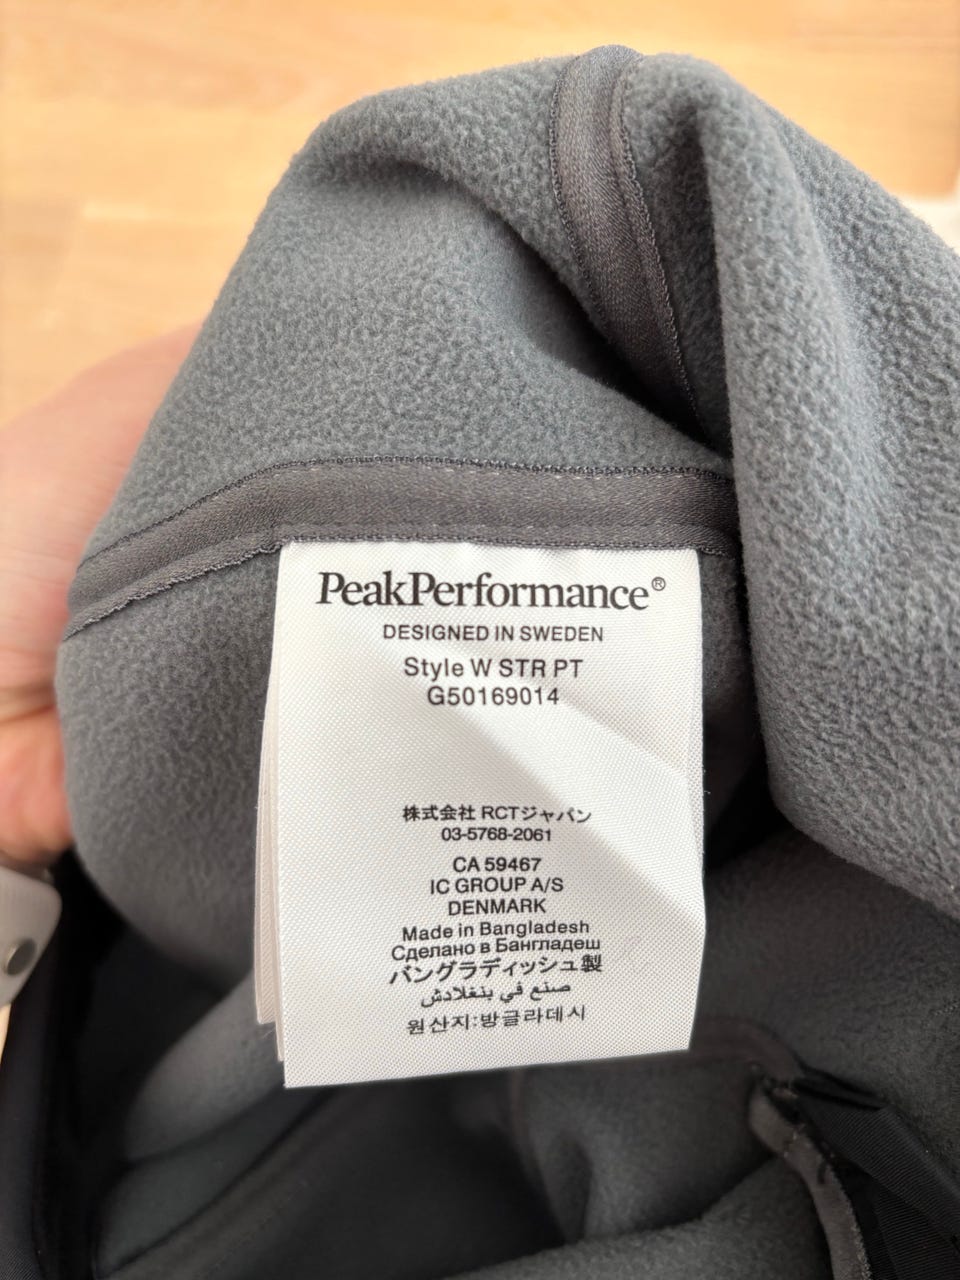 PeakPerformance®
DESIGNED IN SWEDEN
Style W STR PT
G50169014
株式会社 RCTジャパン
03-5768-2061
CA 59467
IC GROUP A/S
DENMARK
Made in Bangladesh
Сделано в Бангладеш
バングラディッシュ製
صنع في بنغلادش
원산지:방글라데시